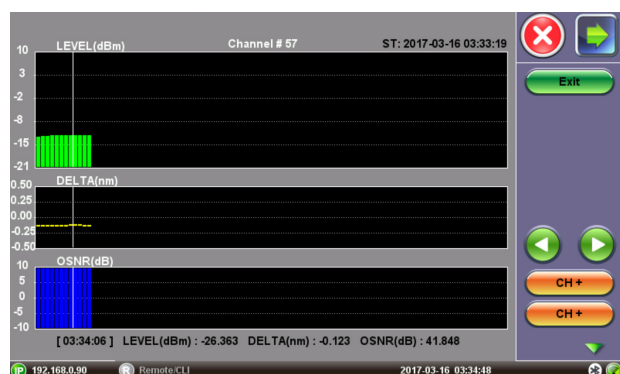 LEVEL(dBm) Channel # 57 ST: 2017-03-16 03:33:19
10
3
-2
-8
-15
-21
DELTA(nm)
0.50
0.25
0.00
-0.25
-0.50
OSNR(dB)
10
5
0
-5
-10
[ 03:34:06 ] LEVEL(dBm) : -26.363 DELTA(nm) : -0.123 OSNR(dB) : 41.848
Exit
CH +
CH +
IP 192.168.0.90 R Remote/CLI 2017-03-16 03:34:48